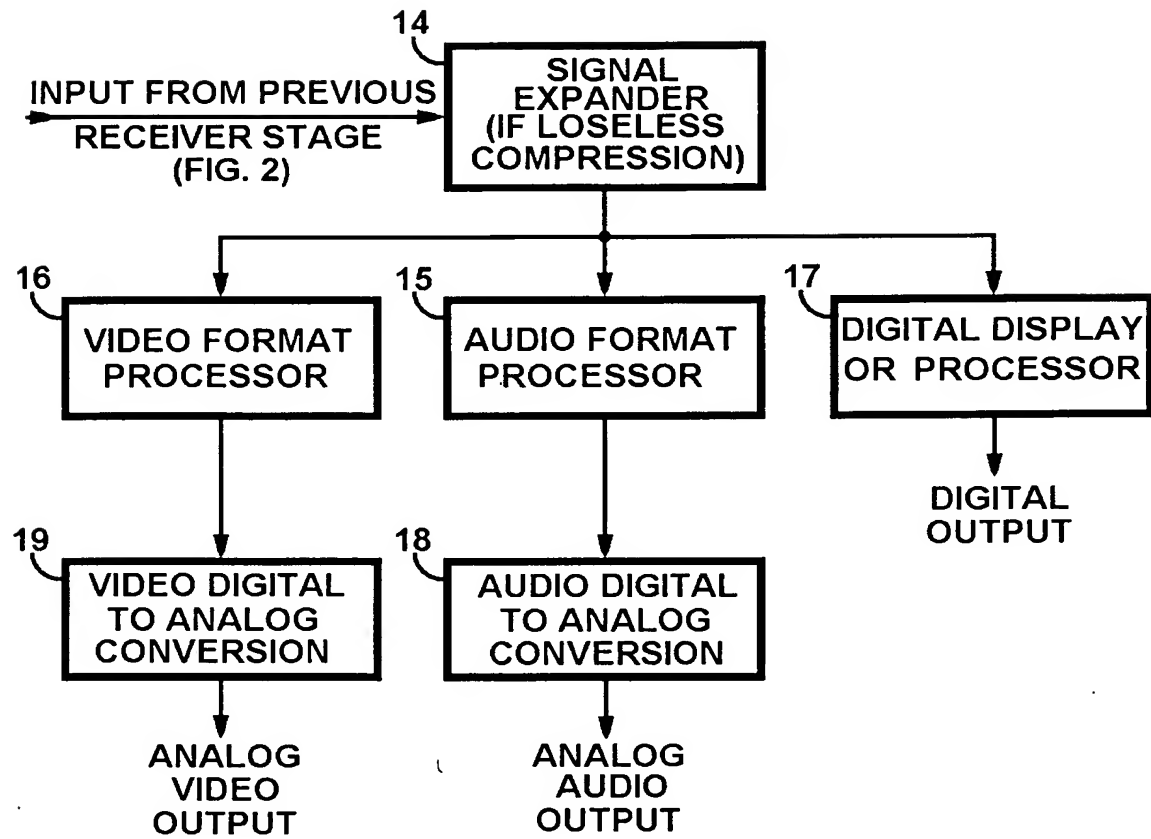 14
SIGNAL
EXPANDER
(IF LOSELESS
COMPRESSION)
INPUT FROM PREVIOUS
RECEIVER STAGE
(FIG. 2)
16
VIDEO FORMAT
PROCESSOR
15
AUDIO FORMAT
PROCESSOR
17
DIGITAL DISPLAY
OR PROCESSOR
DIGITAL
OUTPUT
19
VIDEO DIGITAL
TO ANALOG
CONVERSION
18
AUDIO DIGITAL
TO ANALOG
CONVERSION
ANALOG
VIDEO
OUTPUT
ANALOG
AUDIO
OUTPUT